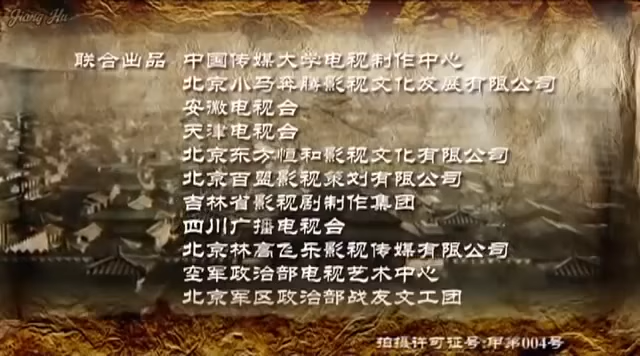 Jiang Hu
联合出品 中国传媒大学电视制作中心
北京小马奔腾影视文化发展有限公司
安徽电视台
天津电视台
北京东方恒和影视文化有限公司
北京百盟影视策划有限公司
吉林省影视剧制作集团
四川广播电视台
北京林高飞乐影视传媒有限公司
空军政治部电视艺术中心
北京军区政治部战友文工团
拍摄许可证号:甲第004号